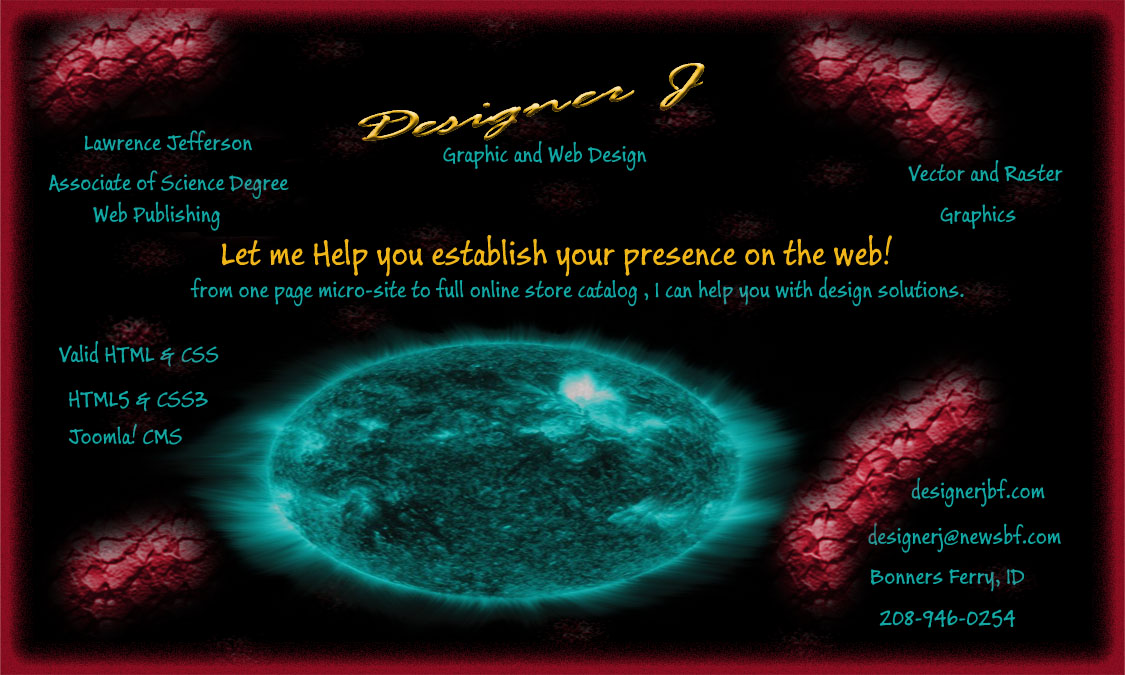 Designer J
Graphic and Web Design
Lawrence Jefferson
Associate of Science Degree
Web Publishing
Vector and Raster
Graphics
Let me Help you establish your presence on the web!
from one page micro-site to full online store catalog , I can help you with design solutions.
Valid HTML & CSS
HTML5 & CSS3
Joomla! CMS
designerjbf.com
designerj@newsbf.com
Bonners Ferry, ID
208-946-0254